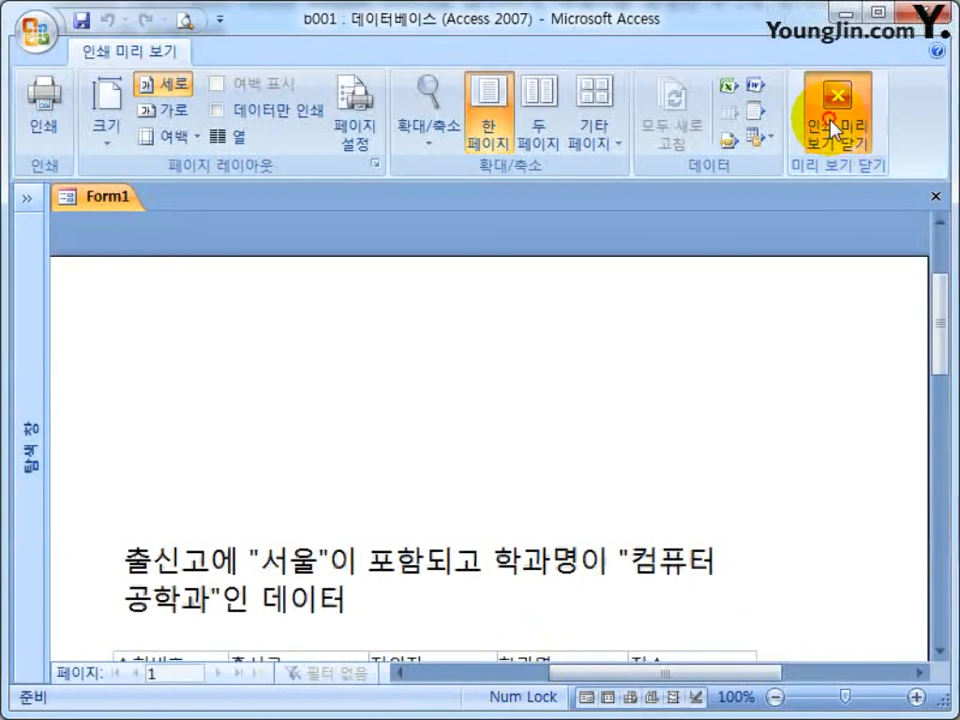 b001 : 데이터베이스 (Access 2007) - Microsoft Access
YoungJin.com Y.
인쇄 미리 보기
인쇄
크기
세로
가로
여백
여백 표시
데이터만 인쇄
열
페이지
설정
확대/축소
한
페이지
두
페이지
기타
페이지
모두 새로
고침
인쇄 미리
보기 닫기
인쇄
페이지 레이아웃
확대/축소
데이터
미리 보기 닫기
Form1
탐색 창
출신고에 "서울"이 포함되고 학과명이 "컴퓨터
공학과"인 데이터
페이지: 1 필터 없음
준비
Num Lock
100%